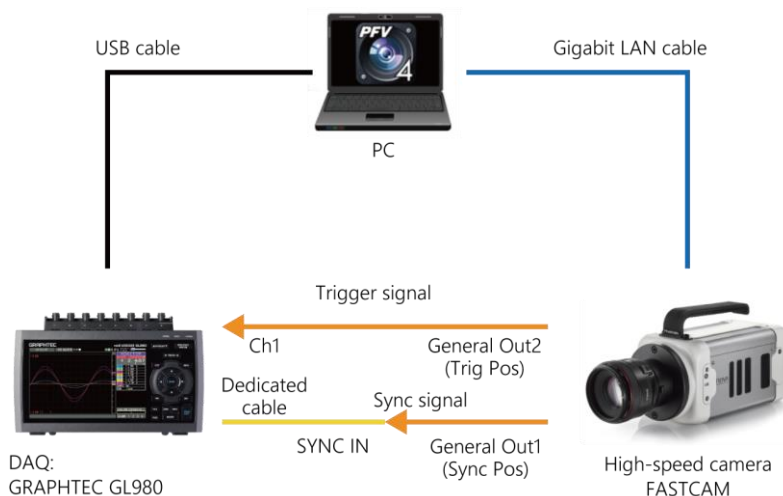 USB cable
PFV
4
Gigabit LAN cable
PC
Trigger signal
GRAPHTEC
Ch1
General Out2
(Trig Pos)
Dedicated
cable
Sync signal
SYNC IN
General Out1
(Sync Pos)
DAQ:
GRAPHTEC GL980
High-speed camera
FASTCAM